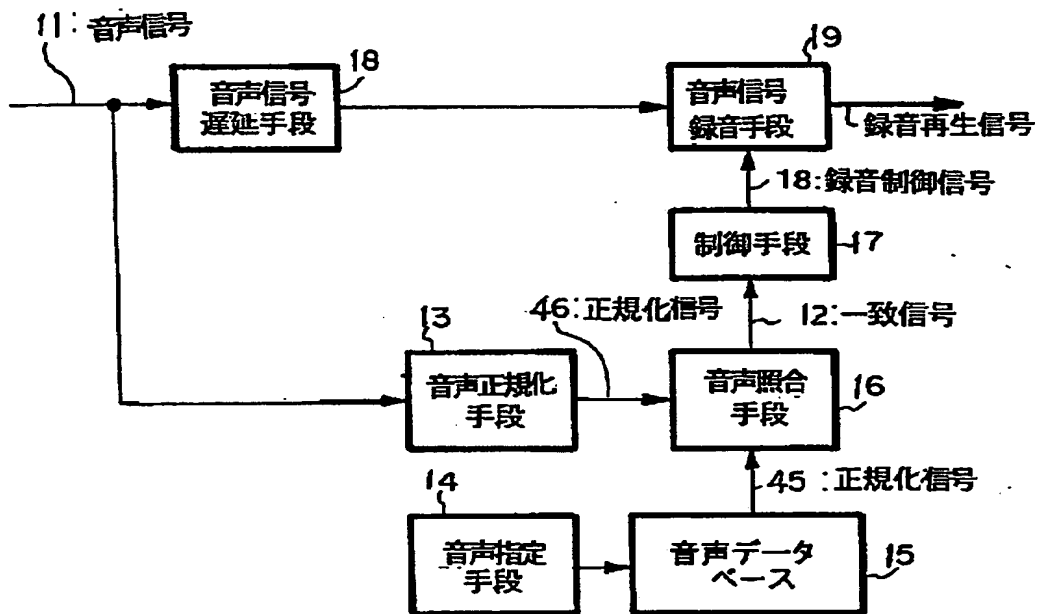 11:音声信号
18
音声信号
遅延手段
19
音声信号
録音手段
録音再生信号
18:録音制御信号
制御手段
17
12:一致信号
46:正規化信号
13
音声正規化
手段
音声照合
手段
16
45:正規化信号
14
音声指定
手段
音声データ
ベース
15